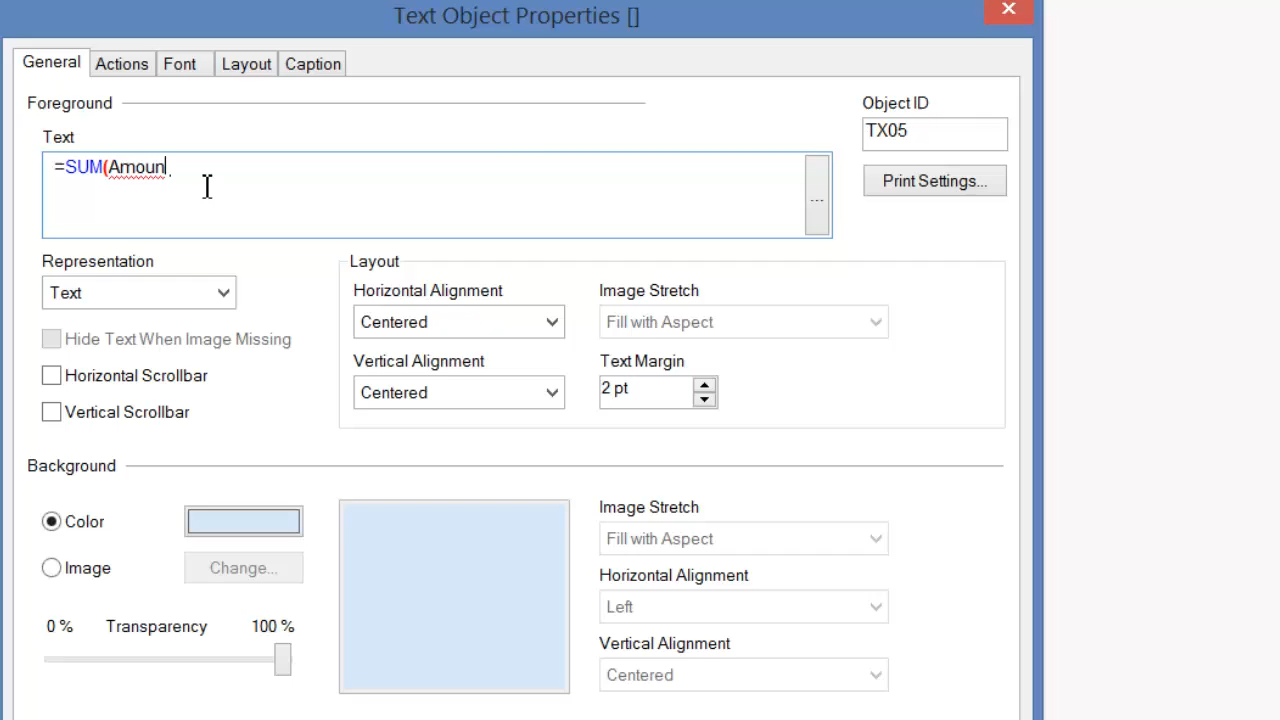 Text Object Properties []
General Actions Font Layout Caption
Foreground
Object ID
Text
TX05
=SUM(Amoun
Print Settings...
...
Representation
Layout
Text
Horizontal Alignment
Image Stretch
Centered
Fill with Aspect
Hide Text When Image Missing
Vertical Alignment
Text Margin
Horizontal Scrollbar
Centered
2 pt
Vertical Scrollbar
Background
Image Stretch
Color
Fill with Aspect
Image
Change...
Horizontal Alignment
Left
0 % Transparency 100 %
Vertical Alignment
Centered